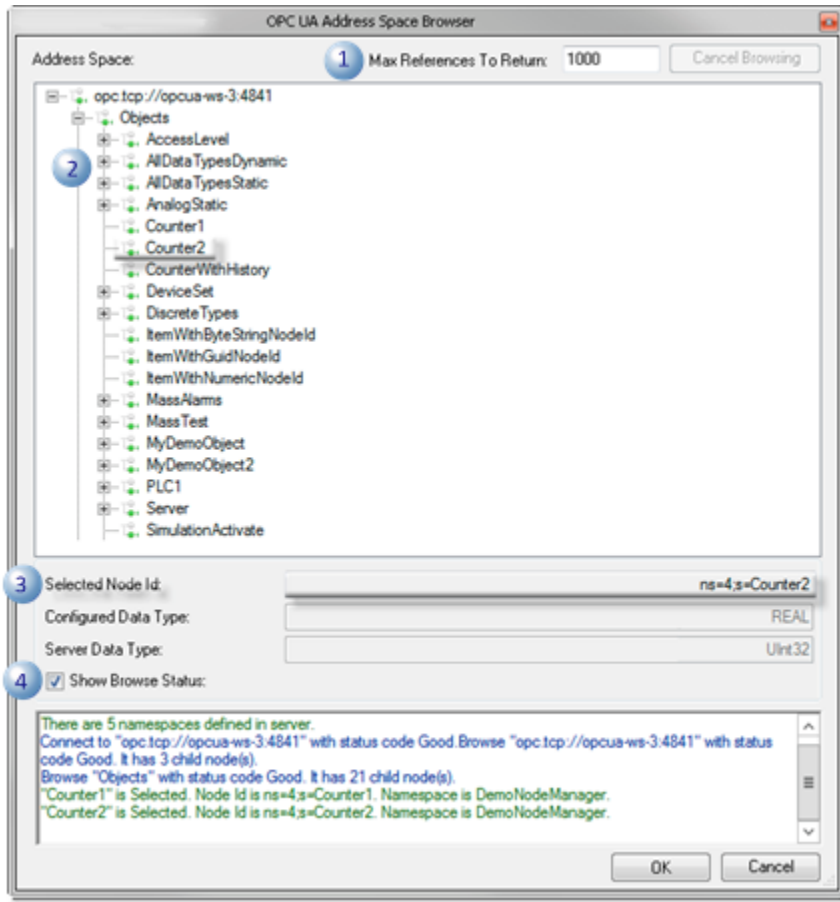 OPC UA Address Space Browser
Address Space:
1 Max References To Return: 1000 Cancel Browsing
opc.tcp://opcua-ws-3:4841
Objects
AccessLevel
2 AllDataTypesDynamic
AllDataTypesStatic
AnalogStatic
Counter1
Counter2
CounterWithHistory
DeviceSet
DiscreteTypes
ItemWithByteStringNodeId
ItemWithGuidNodeId
ItemWithNumericNodeId
MassAlarms
MassTest
MyDemoObject
MyDemoObject2
PLC1
Server
SimulationActivate
3 Selected Node Id: ns=4;s=Counter2
Configured Data Type: REAL
Server Data Type: UInt32
4 Show Browse Status:
There are 5 namespaces defined in server.
Connect to "opc.tcp://opcua-ws-3:4841" with status code Good.Browse "opc.tcp://opcua-ws-3:4841" with status
code Good. It has 3 child node(s).
Browse "Objects" with status code Good. It has 21 child node(s).
"Counter1" is Selected. Node Id is ns=4;s=Counter1. Namespace is DemoNodeManager.
"Counter2" is Selected. Node Id is ns=4;s=Counter2. Namespace is DemoNodeManager.
OK Cancel